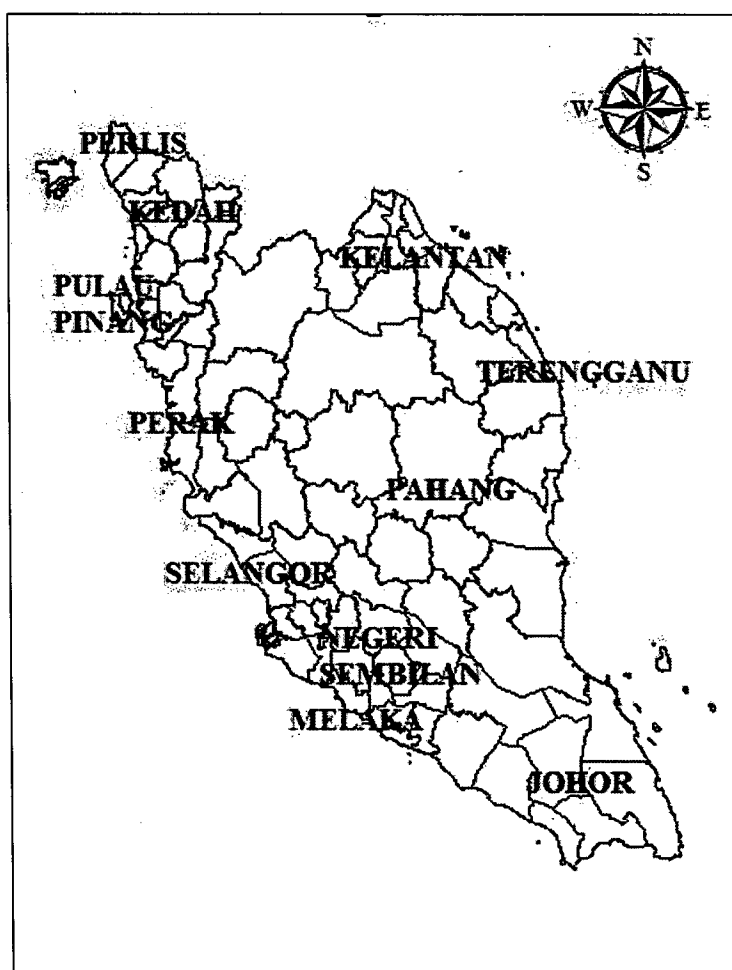 N
W E
S
PERLIS
KEDAH
KELANTAN
PULAU
PINANG
TERENGGANU
PERAK
PAHANG
SELANGOR
NEGERI
SEMBILAN
MELAKA
JOHOR